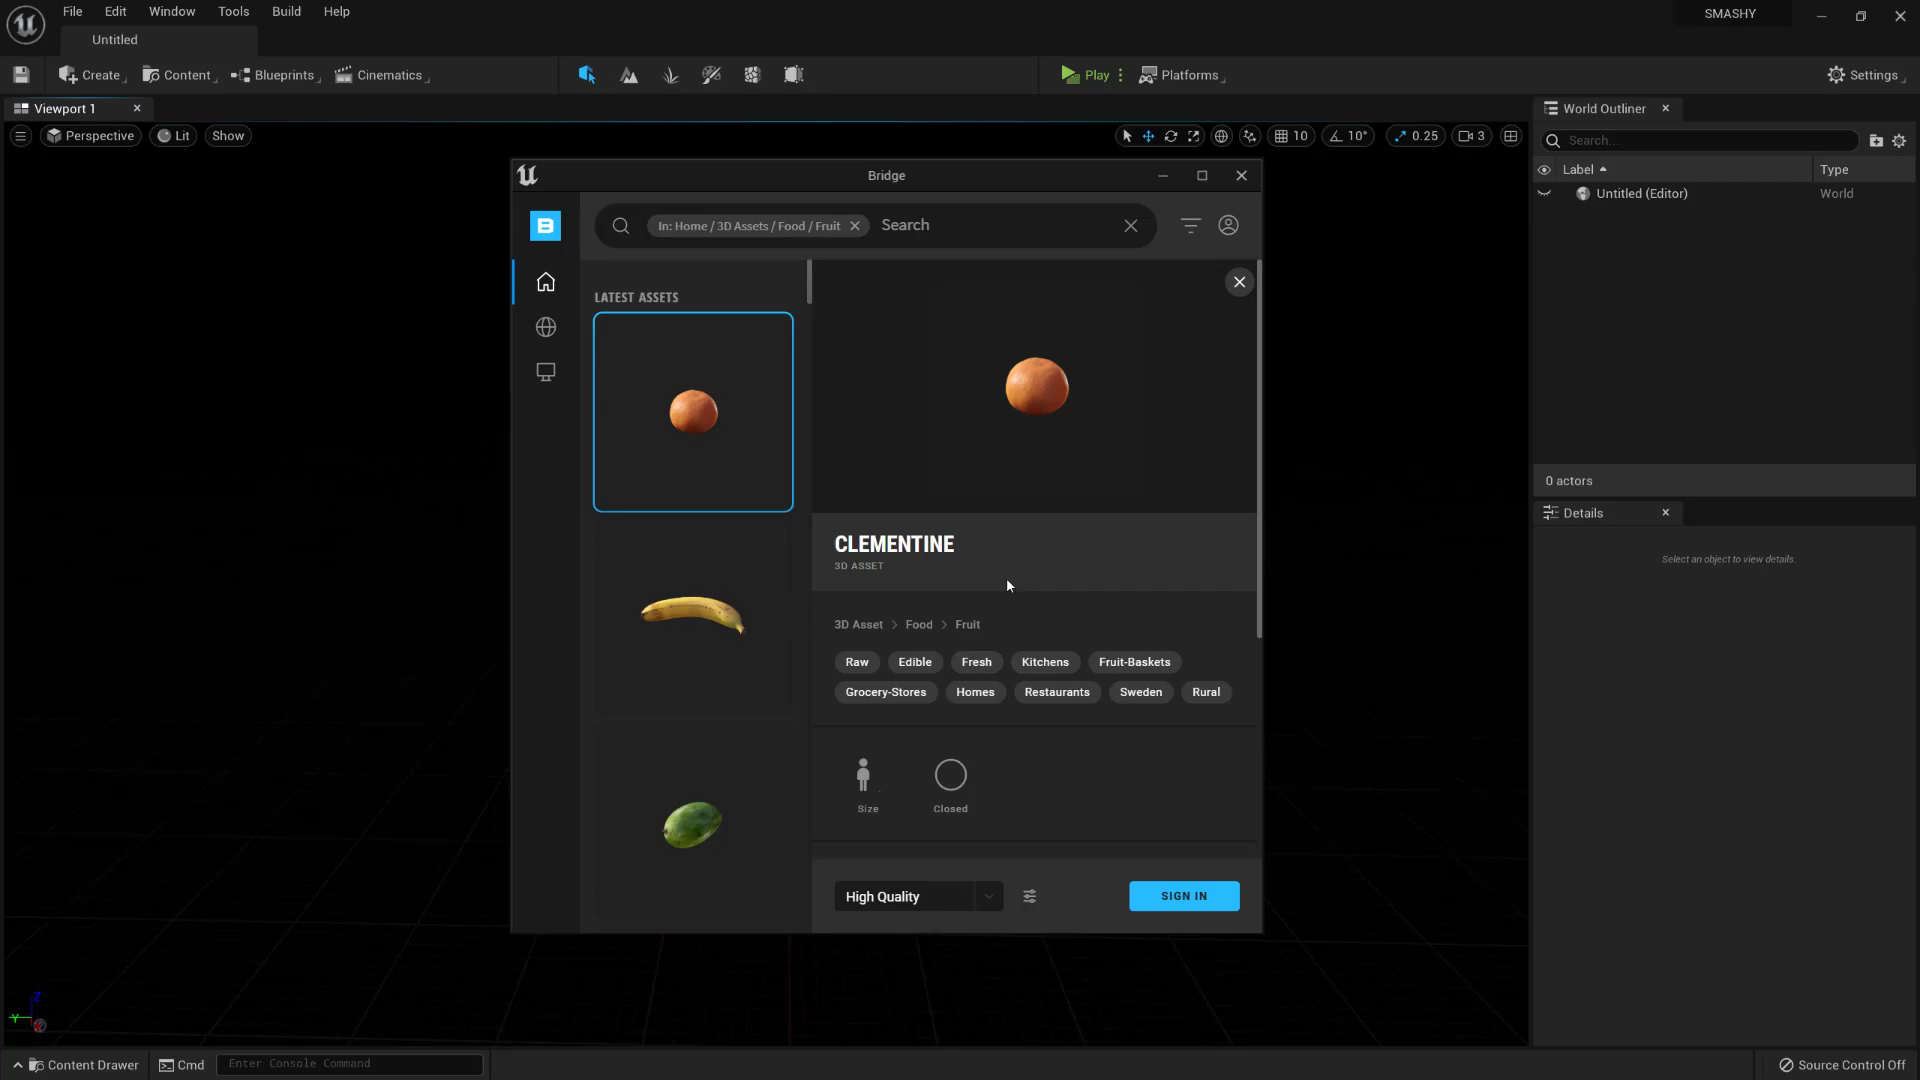 File Edit Window Tools Build Help
SMASHY
Untitled
Create Content Blueprints Cinematics Play Platforms Settings
Viewport 1
World Outliner
Perspective Lit Show 10 10° 0.25 3
Search...
Label Type
Untitled (Editor) World
0 actors
Details
Select an object to view details.
Bridge
In: Home / 3D Assets / Food / Fruit Search
LATEST ASSETS
CLEMENTINE
3D ASSET
3D Asset > Food > Fruit
Raw Edible Fresh Kitchens Fruit-Baskets
Grocery-Stores Homes Restaurants Sweden Rural
Size Closed
High Quality SIGN IN
Z
Y
Content Drawer Cmd Enter Console Command Source Control Off